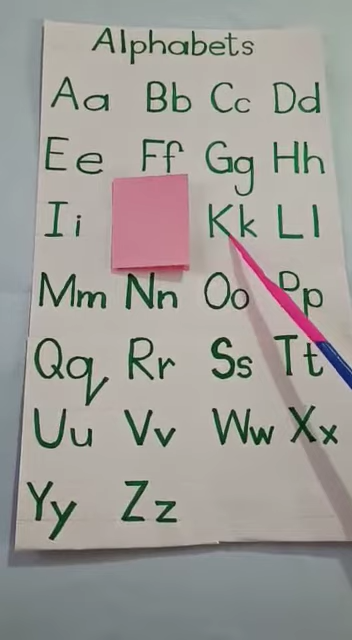 Alphabets
Aa Bb Cc Dd
Ee Ff Gg Hh
Ii Kk Ll
Mm Nn Oo Pp
Qq Rr Ss Tt
Uu Vv Ww Xx
Yy Zz